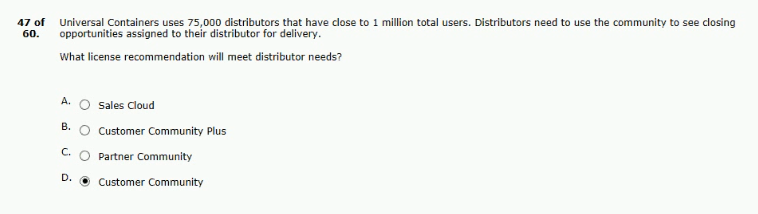 47 of Universal Containers uses 75,000 distributors that have close to 1 million total users. Distributors need to use the community to see closing
60. opportunities assigned to their distributor for delivery.
What license recommendation will meet distributor needs?
A. Sales Cloud
B. Customer Community Plus
C. Partner Community
D. Customer Community